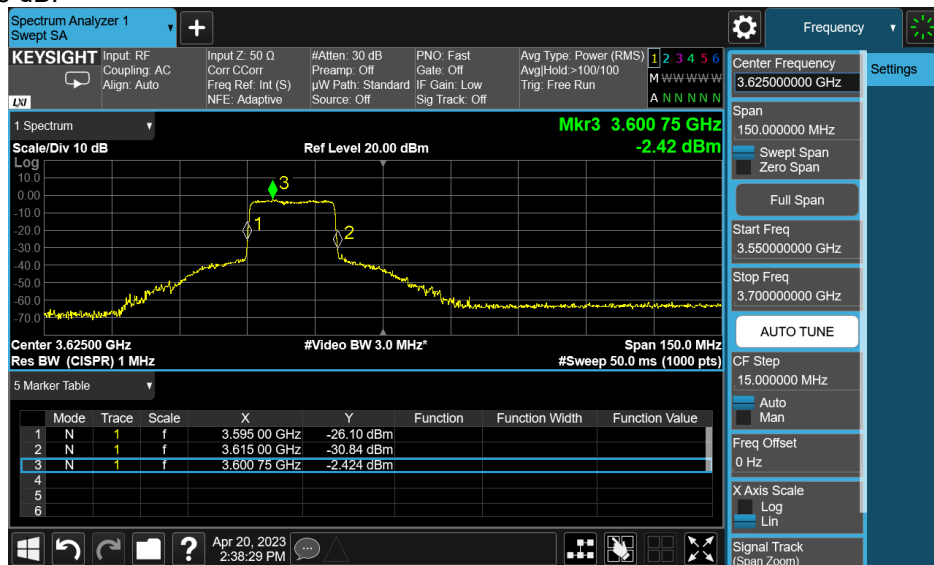 Spectrum Analyzer 1
Swept SA
Frequency
KEYSIGHT
Input: RF
Coupling: AC
Align: Auto
Input Z: 50 Ω
Corr CCorr
Freq Ref: Int (S)
NFE: Adaptive
#Atten: 30 dB
Preamp: Off
µW Path: Standard
Source: Off
PNO: Fast
Gate: Off
IF Gain: Low
Sig Track: Off
Avg Type: Power (RMS)
Avg|Hold:>100/100
Trig: Free Run
1 2 3 4 5 6
M W W W W W
A N N N N N
LXI
1 Spectrum
Mkr3 3.600 75 GHz
Scale/Div 10 dB
Ref Level 20.00 dBm
-2.42 dBm
Log
10.0
0.00
-10.0
-20.0
-30.0
-40.0
-50.0
-60.0
-70.0
3
1
2
Center 3.62500 GHz
#Video BW 3.0 MHz*
Span 150.0 MHz
Res BW (CISPR) 1 MHz
#Sweep 50.0 ms (1000 pts)
5 Marker Table
Mode Trace Scale X Y Function Function Width Function Value
1 N 1 f 3.595 00 GHz -26.10 dBm
2 N 1 f 3.615 00 GHz -30.84 dBm
3 N 1 f 3.600 75 GHz -2.424 dBm
4
5
6
Apr 20, 2023
2:38:29 PM
Center Frequency
3.625000000 GHz
Settings
Span
150.000000 MHz
Swept Span
Zero Span
Full Span
Start Freq
3.550000000 GHz
Stop Freq
3.700000000 GHz
AUTO TUNE
CF Step
15.000000 MHz
Auto
Man
Freq Offset
0 Hz
X Axis Scale
Log
Lin
Signal Track
(Span Zoom)